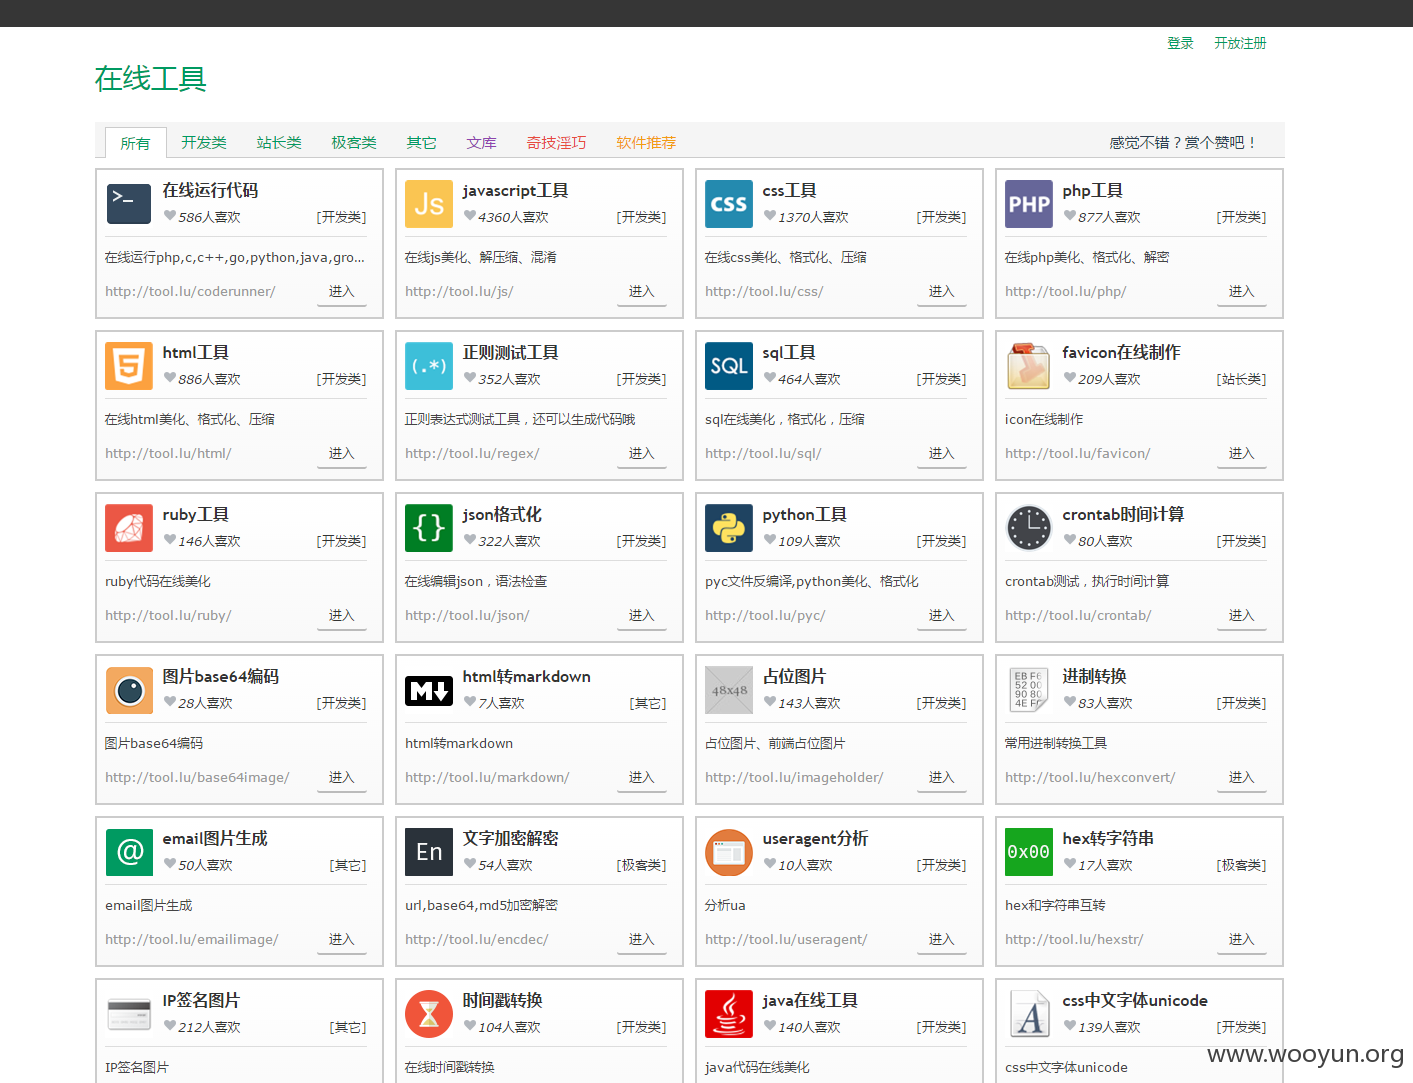 登录 开放注册
在线工具
所有 开发类 站长类 极客类 其它 文库 奇技淫巧 软件推荐 感觉不错？赏个赞吧！
>_ 在线运行代码
586人喜欢 [开发类]
在线运行php,c,c++,go,python,java,gro...
http://tool.lu/coderunner/ 进入
Js javascript工具
4360人喜欢 [开发类]
在线js美化、解压缩、混淆
http://tool.lu/js/ 进入
CSS css工具
1370人喜欢 [开发类]
在线css美化、格式化、压缩
http://tool.lu/css/ 进入
PHP php工具
877人喜欢 [开发类]
在线php美化、格式化、解密
http://tool.lu/php/ 进入
5 html工具
886人喜欢 [开发类]
在线html美化、格式化、压缩
http://tool.lu/html/ 进入
(.*) 正则测试工具
352人喜欢 [开发类]
正则表达式测试工具，还可以生成代码哦
http://tool.lu/regex/ 进入
SQL sql工具
464人喜欢 [开发类]
sql在线美化，格式化，压缩
http://tool.lu/sql/ 进入
favicon在线制作
209人喜欢 [站长类]
icon在线制作
http://tool.lu/favicon/ 进入
ruby工具
146人喜欢 [开发类]
ruby代码在线美化
http://tool.lu/ruby/ 进入
{} json格式化
322人喜欢 [开发类]
在线编辑json，语法检查
http://tool.lu/json/ 进入
python工具
109人喜欢 [开发类]
pyc文件反编译,python美化、格式化
http://tool.lu/pyc/ 进入
crontab时间计算
80人喜欢 [开发类]
crontab测试，执行时间计算
http://tool.lu/crontab/ 进入
图片base64编码
28人喜欢 [开发类]
图片base64编码
http://tool.lu/base64image/ 进入
M html转markdown
7人喜欢 [其它]
html转markdown
http://tool.lu/markdown/ 进入
48x48 占位图片
143人喜欢 [开发类]
占位图片、前端占位图片
http://tool.lu/imageholder/ 进入
EB F6
52 00
90 80
4E FC
进制转换
83人喜欢 [开发类]
常用进制转换工具
http://tool.lu/hexconvert/ 进入
@ email图片生成
50人喜欢 [其它]
email图片生成
http://tool.lu/emailimage/ 进入
En 文字加密解密
54人喜欢 [极客类]
url,base64,md5加密解密
http://tool.lu/encdec/ 进入
useragent分析
10人喜欢 [开发类]
分析ua
http://tool.lu/useragent/ 进入
0x00 hex转字符串
17人喜欢 [极客类]
hex和字符串互转
http://tool.lu/hexstr/ 进入
IP签名图片
212人喜欢 [其它]
IP签名图片
时间戳转换
104人喜欢 [开发类]
在线时间戳转换
java在线工具
140人喜欢 [开发类]
java代码在线美化
A css中文字体unicode
139人喜欢 [开发类]
css中文字体unicode
www.wooyun.org